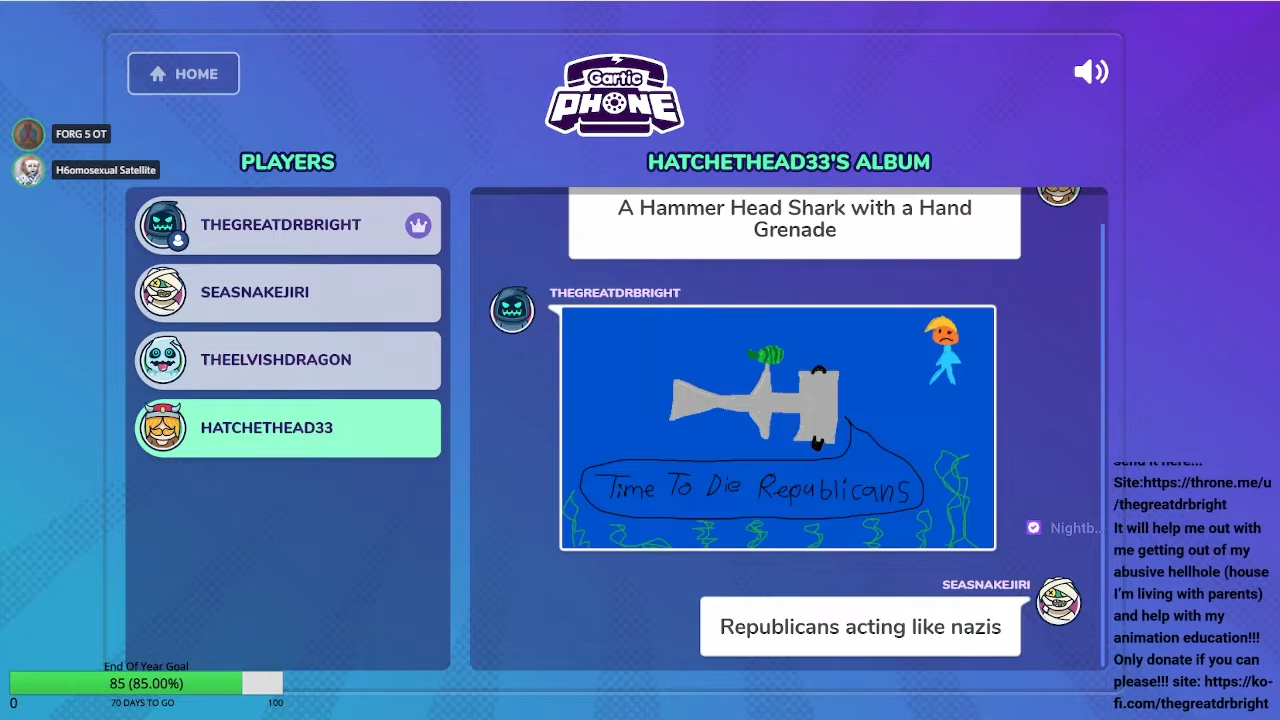 HOME
Gartic
PHONE
FORG 5 OT
H6omosexual Satellite
PLAYERS
THEGREATDRBRIGHT
SEASNAKEJIRI
THEELVISHDRAGON
HATCHETHEAD33
HATCHETHEAD33'S ALBUM
A Hammer Head Shark with a Hand
Grenade
THEGREATDRBRIGHT
Time To Die Republicans
SEASNAKEJIRI
Republicans acting like nazis
Nightb...
send it here...
Site:https://throne.me/u
/thegreatdrbright
It will help me out with
me getting out of my
abusive hellhole (house
I'm living with parents)
and help with my
animation education!!!
Only donate if you can
please!!! site: https://ko-
fi.com/thegreatdrbright
End Of Year Goal
85 (85.00%)
0
70 DAYS TO GO
100